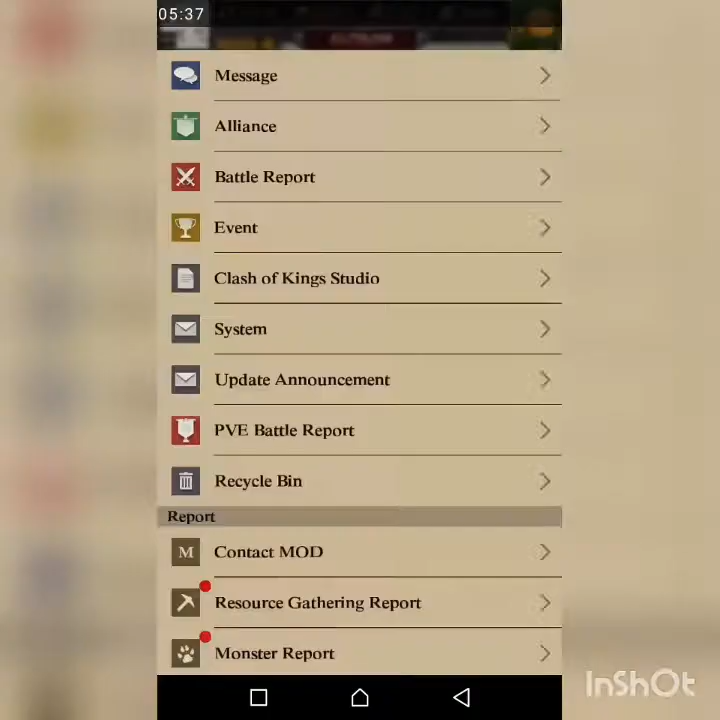 05:37
Message
Alliance
Battle Report
Event
Clash of Kings Studio
System
Update Announcement
PVE Battle Report
Recycle Bin
Report
M
Contact MOD
Resource Gathering Report
Monster Report
InShOt